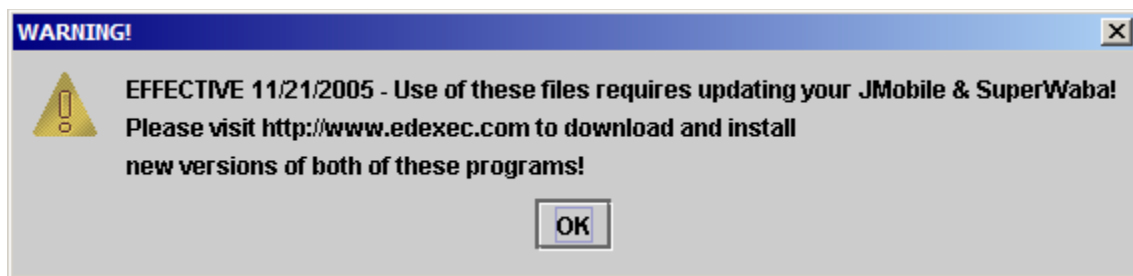 WARNING!
EFFECTIVE 11/21/2005 - Use of these files requires updating your JMobile & SuperWaba!
Please visit http://www.edexec.com to download and install
new versions of both of these programs!
OK